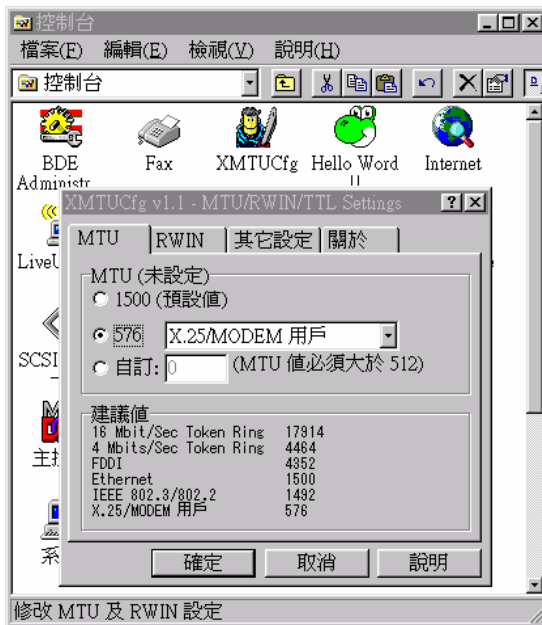 控制台
檔案(F) 編輯(E) 檢視(V) 說明(H)
控制台
BDE Administr
Fax
XMTUCfg
Hello Word II
Internet
XMTUCfg v1.1 - MTU/RWIN/TTL Settings
MTU RWIN 其它設定 關於
MTU (未設定)
1500 (預設值)
576 X.25/MODEM 用戶
自訂: 0 (MTU 值必須大於 512)
建議值
16 Mbit/Sec Token Ring 17914
4 Mbits/Sec Token Ring 4464
FDDI 4352
Ethernet 1500
IEEE 802.3/802.2 1492
X.25/MODEM 用戶 576
確定 取消 說明
LiveU
SCSI
主
系
修改 MTU 及 RWIN 設定